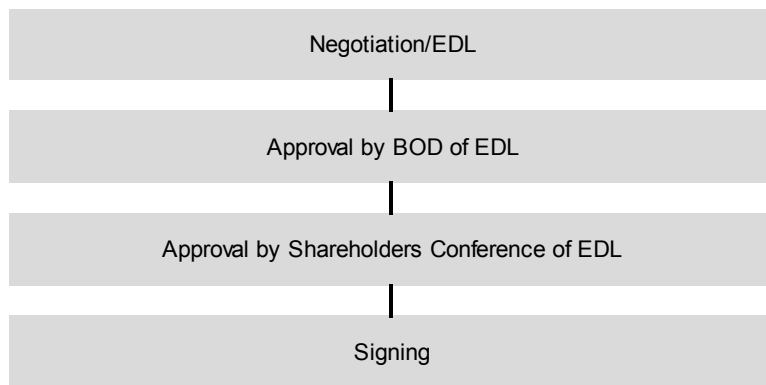 Negotiation/EDL
Approval by BOD of EDL
Approval by Shareholders Conference of EDL
Signing